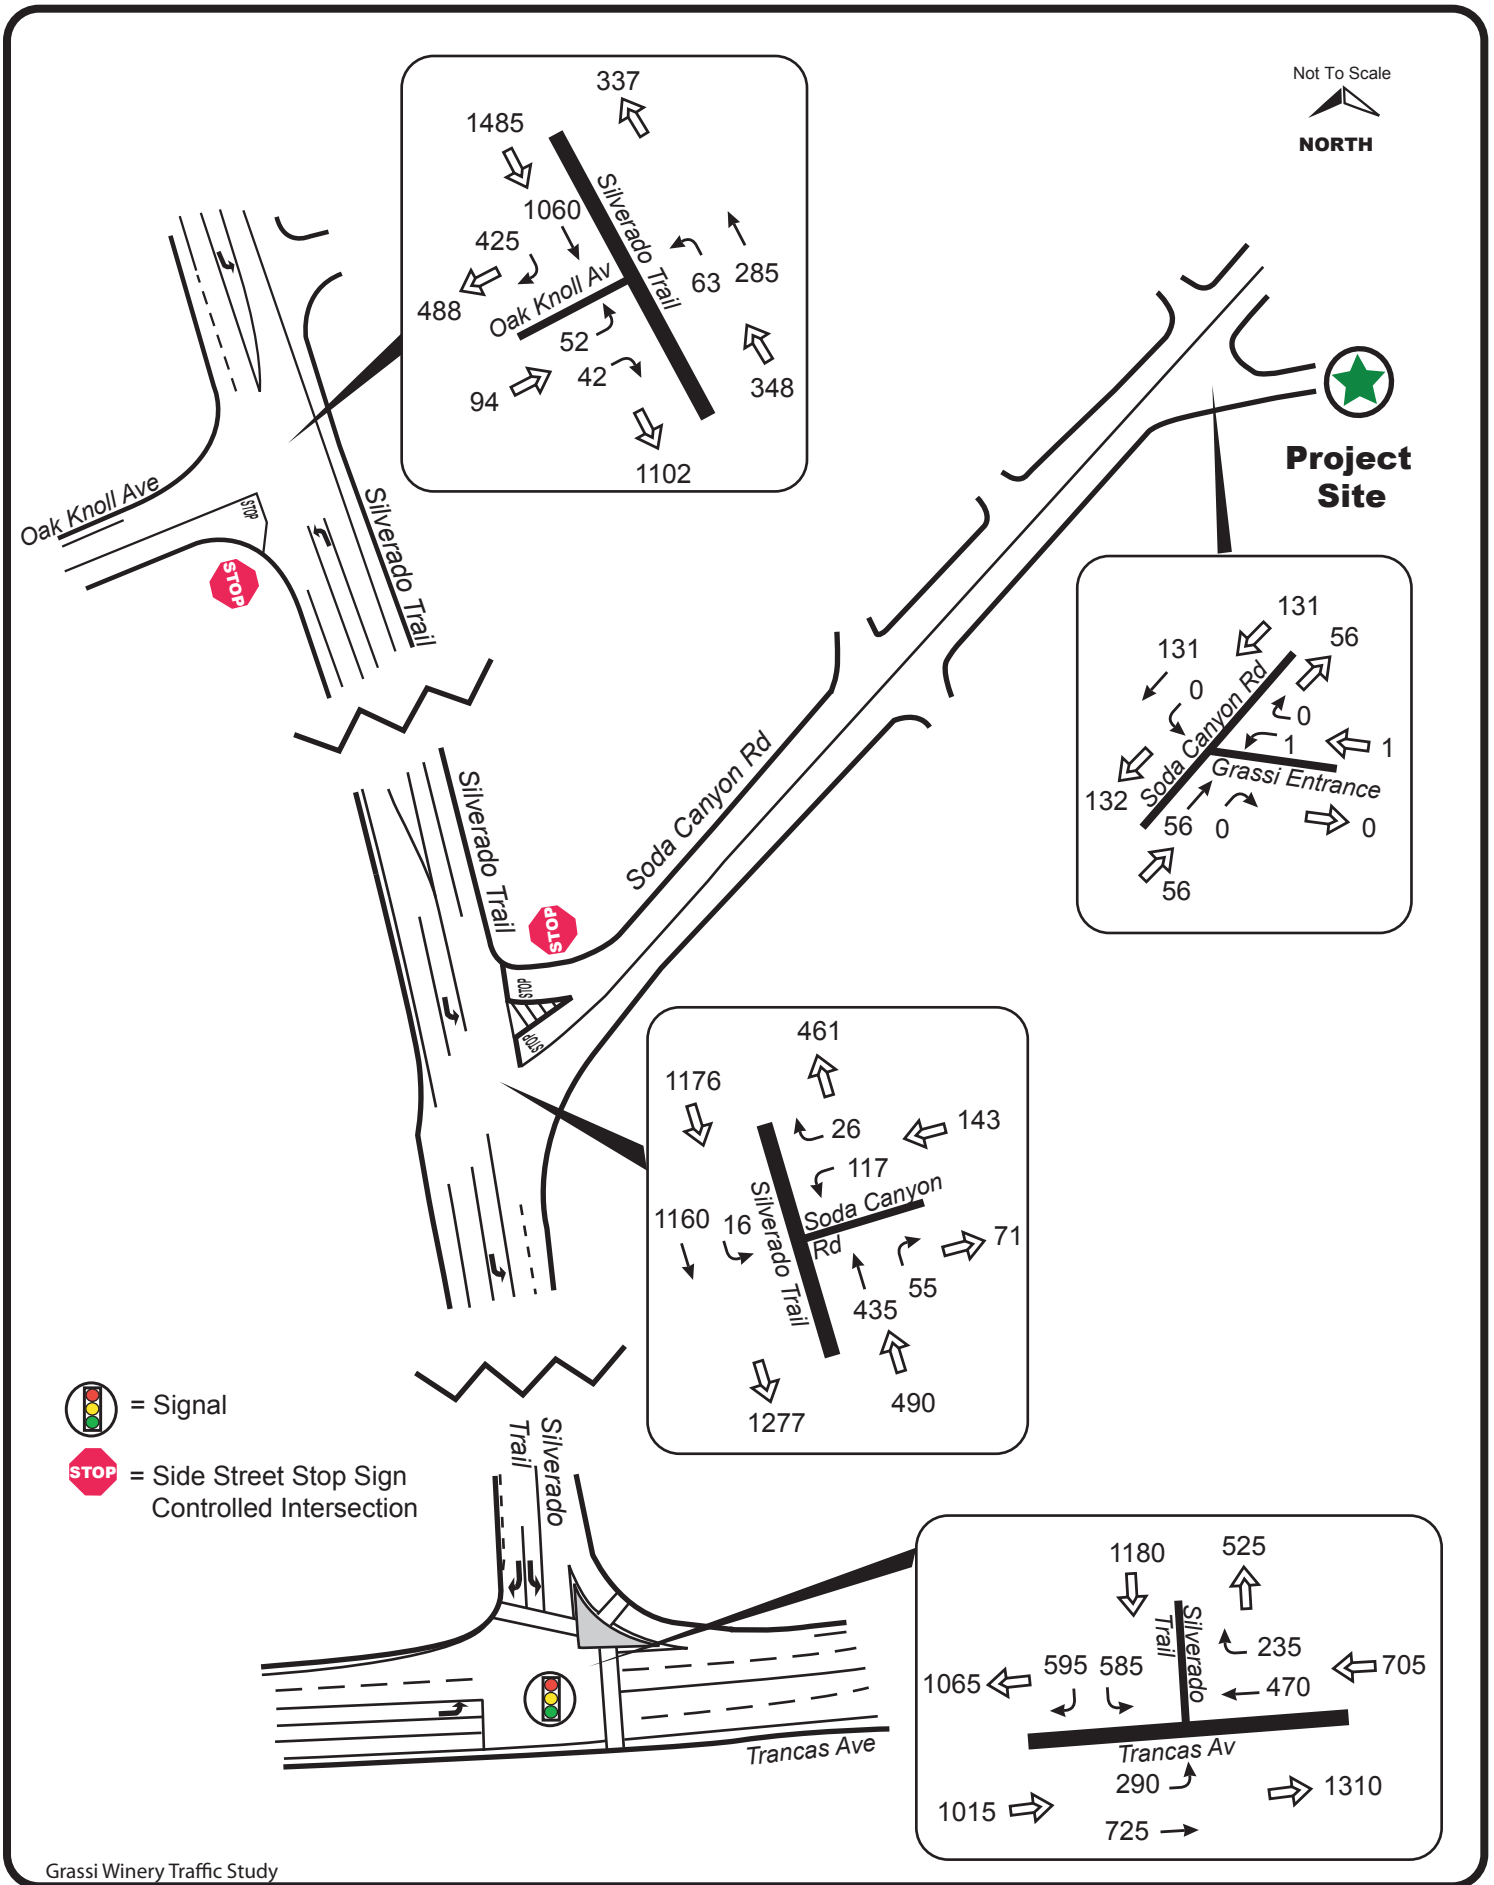 Not To Scale
NORTH
337
1485
Silverado Trail
1060
425
488
Oak Knoll Av
63
285
52
42
94
348
1102
Oak Knoll Ave
STOP
STOP
Silverado Trail
Project
Site
131
56
131
0
0
1
1
Soda Canyon Rd
Grassi Entrance
132
56
0
0
56
Silverado Trail
Soda Canyon Rd
STOP
STOP
STOP
461
1176
26
143
117
1160
16
Silverado Trail
Soda Canyon
Rd
71
55
435
490
1277
= Signal
STOP
= Side Street Stop Sign
Controlled Intersection
Silverado
Trail
1180
525
Silverado
Trail
235
705
1065
595
585
470
Trancas Av
290
1310
1015
725
Trancas Ave
Grassi Winery Traffic Study